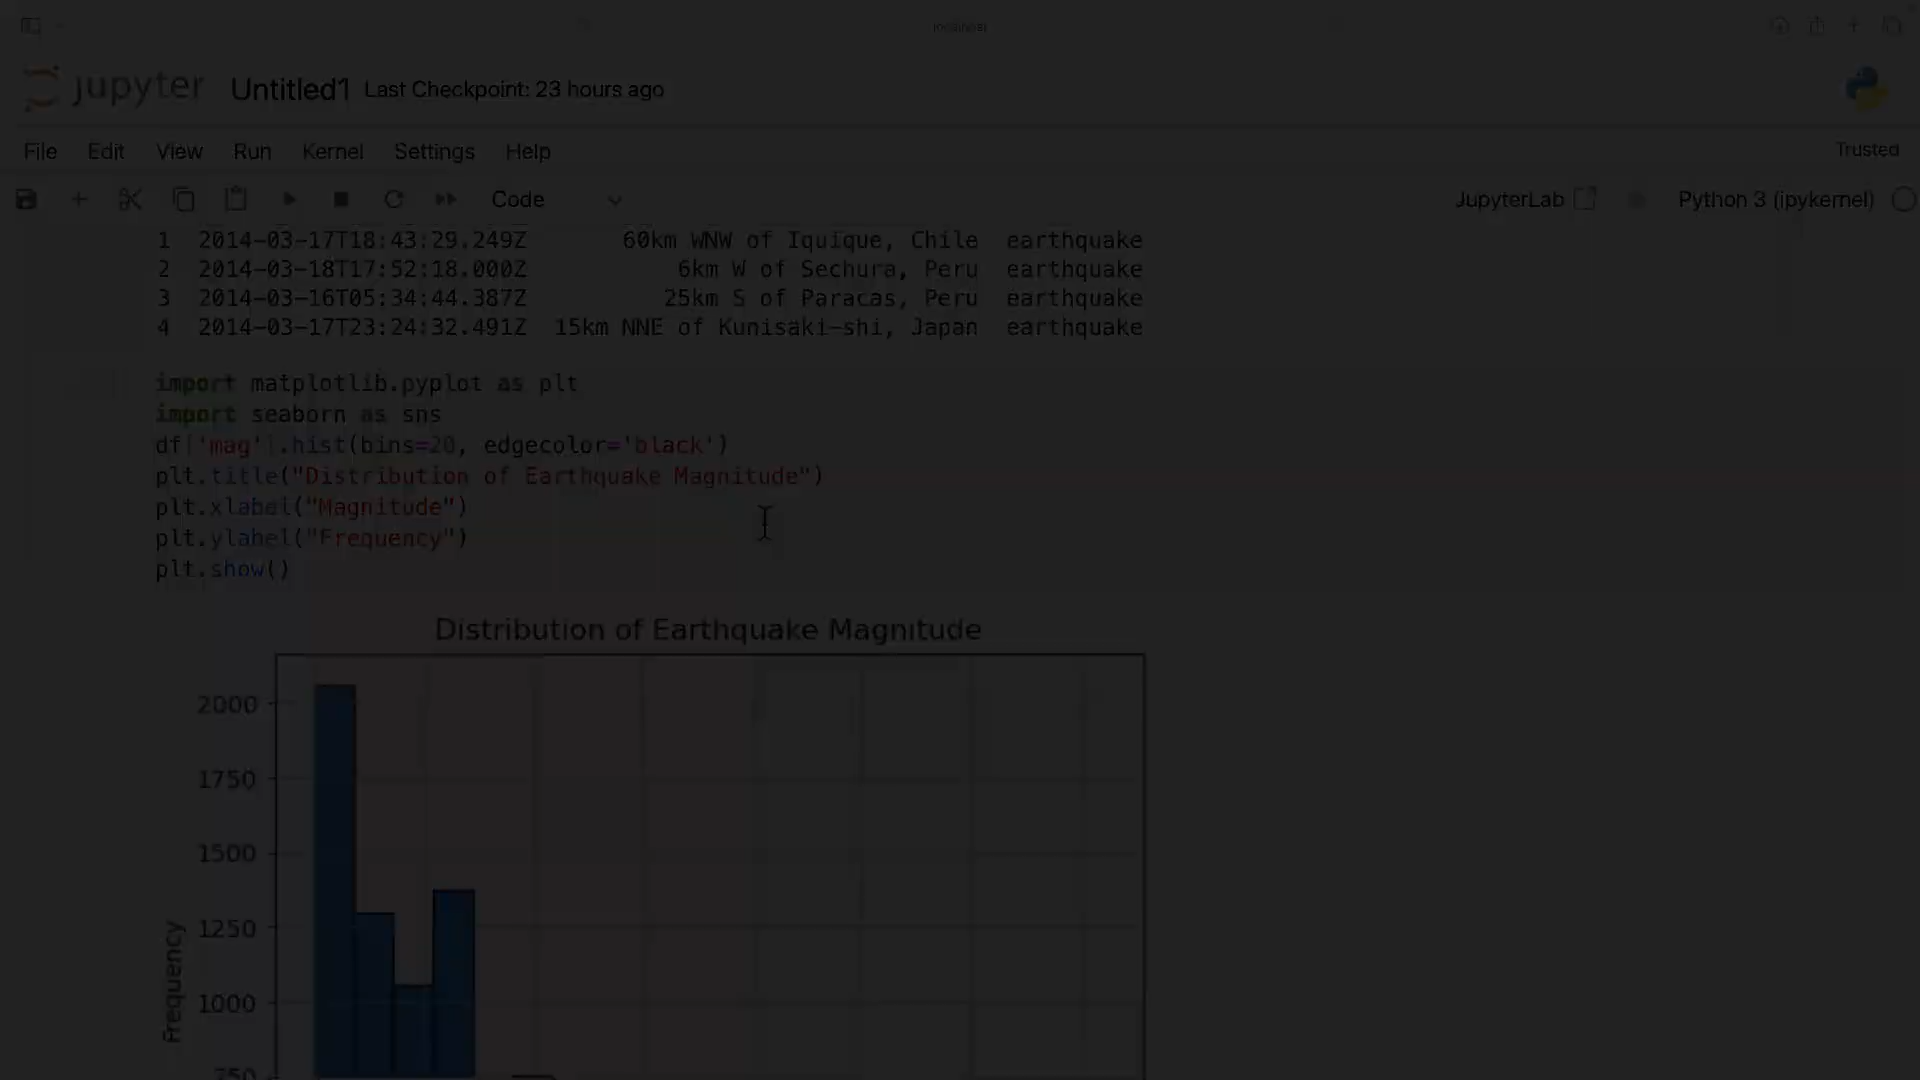 localhost
jupyter Untitled1 Last Checkpoint: 23 hours ago
File Edit View Run Kernel Settings Help Trusted
Code JupyterLab Python 3 (ipykernel)
1 2014-03-17T18:43:29.249Z 60km WNW of Iquique, Chile earthquake
2 2014-03-18T17:52:18.000Z 6km W of Sechura, Peru earthquake
3 2014-03-16T05:34:44.387Z 25km S of Paracas, Peru earthquake
4 2014-03-17T23:24:32.491Z 15km NNE of Kunisaki-shi, Japan earthquake
import matplotlib.pyplot as plt
import seaborn as sns
df['mag'].hist(bins=20, edgecolor='black')
plt.title("Distribution of Earthquake Magnitude")
plt.xlabel("Magnitude")
plt.ylabel("Frequency")
plt.show()
Distribution of Earthquake Magnitude
2000
1750
1500
1250
1000
750
Frequency